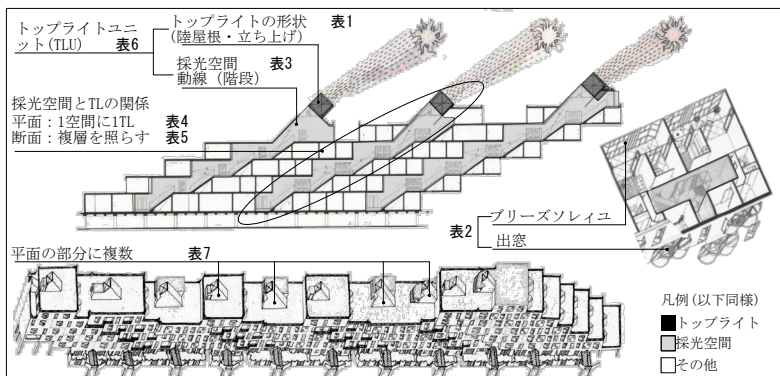 トップライトユニ
ット(TLU) 表6
トップライトの形状 表1
(陸屋根・立ち上げ)
採光空間 表3
動線(階段)
採光空間とTLの関係
平面：1空間に1TL 表4
断面：複層を照らす 表5
表2
ブリーズソレイユ
出窓
平面の部分に複数 表7
凡例(以下同様)
トップライト
採光空間
その他